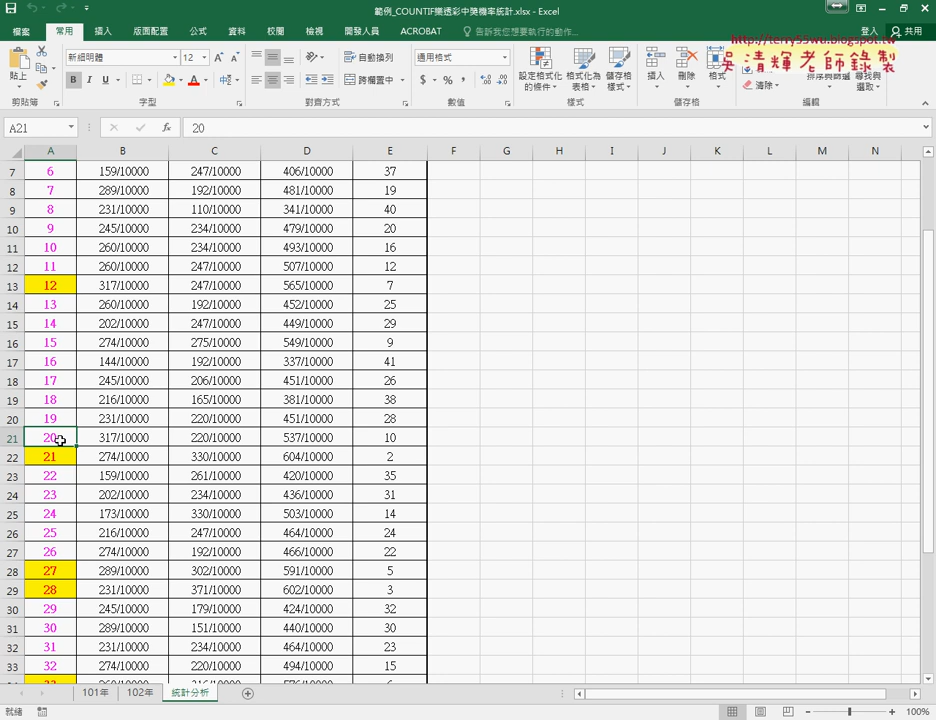 範例_COUNTIF樂透彩中獎機率統計.xlsx - Excel
檔案 常用 插入 版面配置 公式 資料 校閱 檢視 開發人員 ACROBAT 告訴我您想要執行的動作... 登入 共用
http://terry55wu.blogspot.tw
吳清輝老師錄製
貼上 新細明體 12 自動換列 通用格式 設定格式化的條件 格式化為表格 儲存格樣式 插入 刪除 格式 清除 排序與篩選 尋找與選取
B I U 跨欄置中 $ % ,
剪貼簿 字型 對齊方式 數值 樣式 儲存格 編輯
A21 fx 20
A B C D E F G H I J K L M N
7 6 159/10000 247/10000 406/10000 37
8 7 289/10000 192/10000 481/10000 19
9 8 231/10000 110/10000 341/10000 40
10 9 245/10000 234/10000 479/10000 20
11 10 260/10000 234/10000 493/10000 16
12 11 260/10000 247/10000 507/10000 12
13 12 317/10000 247/10000 565/10000 7
14 13 260/10000 192/10000 452/10000 25
15 14 202/10000 247/10000 449/10000 29
16 15 274/10000 275/10000 549/10000 9
17 16 144/10000 192/10000 337/10000 41
18 17 245/10000 206/10000 451/10000 26
19 18 216/10000 165/10000 381/10000 38
20 19 231/10000 220/10000 451/10000 28
21 20 317/10000 220/10000 537/10000 10
22 21 274/10000 330/10000 604/10000 2
23 22 159/10000 261/10000 420/10000 35
24 23 202/10000 234/10000 436/10000 31
25 24 173/10000 330/10000 503/10000 14
26 25 216/10000 247/10000 464/10000 24
27 26 274/10000 192/10000 466/10000 22
28 27 289/10000 302/10000 591/10000 5
29 28 231/10000 371/10000 602/10000 3
30 29 245/10000 179/10000 424/10000 32
31 30 289/10000 151/10000 440/10000 30
32 31 231/10000 234/10000 464/10000 23
33 32 274/10000 220/10000 494/10000 15
101年 102年 統計分析
就緒 100%